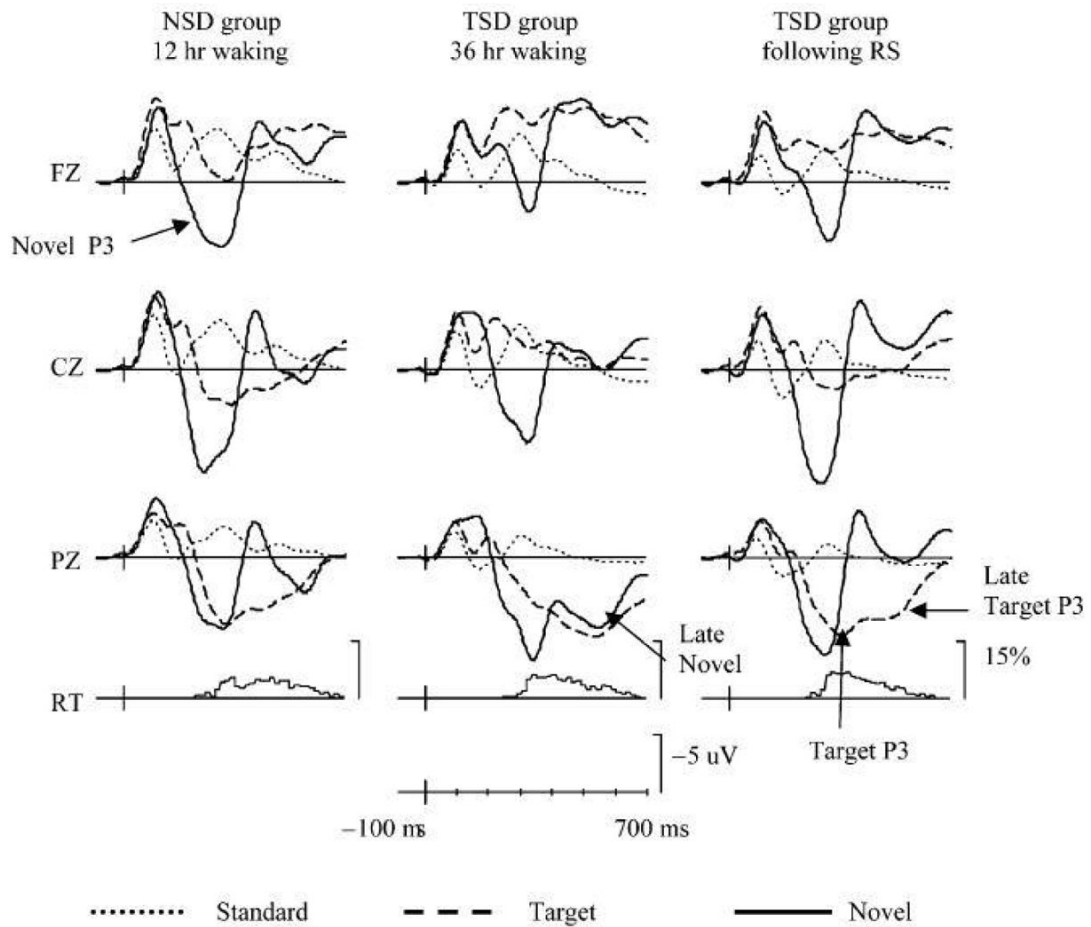 NSD group
12 hr waking
TSD group
36 hr waking
TSD group
following RS
FZ
Novel P3
CZ
PZ
Late
Target P3
Late
Novel
15%
RT
Target P3
−5 uV
−100 ms
700 ms
Standard
Target
Novel